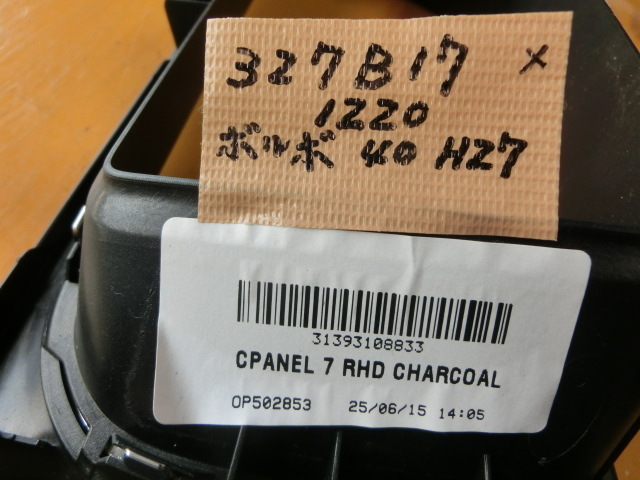 327B17 ×
1220
ボルボ 40 H27
31393108833
CPANEL 7 RHD CHARCOAL
OP502853 25/06/15 14:05